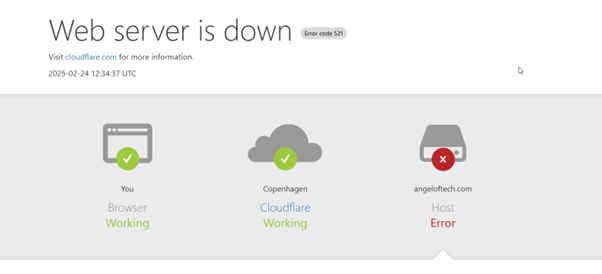 Web server is down Error code 521
Visit cloudflare.com for more information.
2025-02-24 12:34:37 UTC
You
Browser
Working
Copenhagen
Cloudflare
Working
angeloftech.com
Host
Error